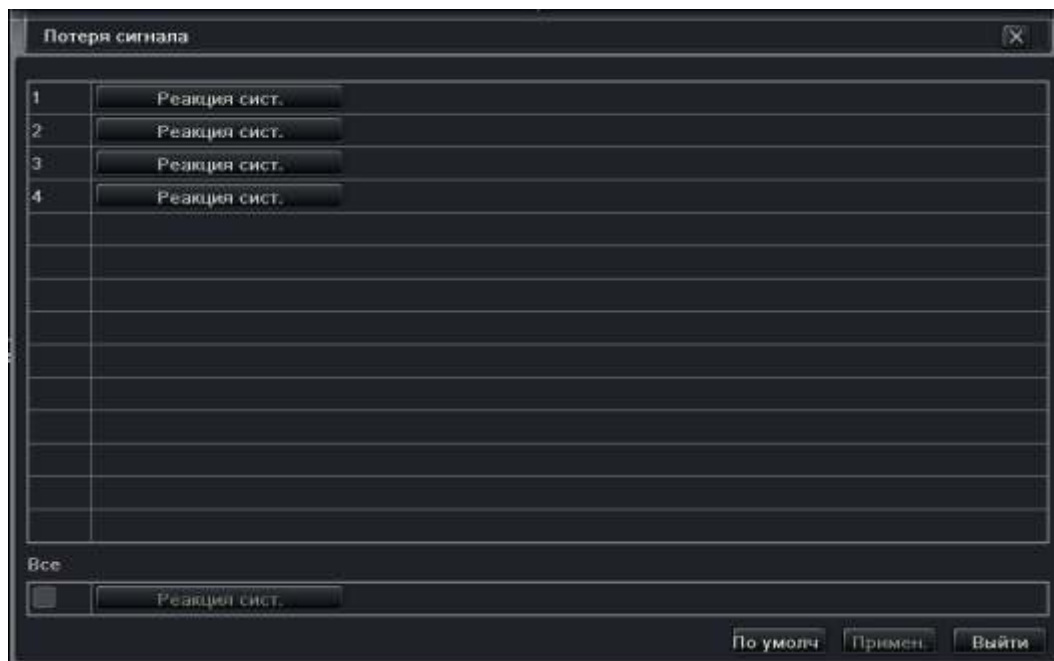 Потеря сигнала
1 Реакция сист.
2 Реакция сист.
3 Реакция сист.
4 Реакция сист.
Все
Реакция сист.
По умолч Примен. Выйти